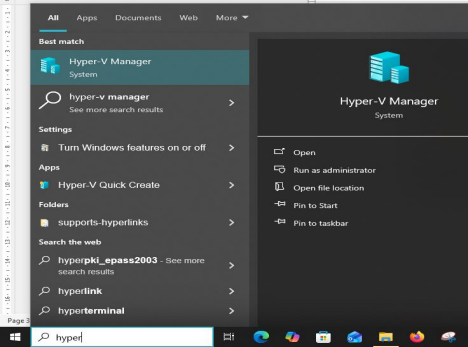 All Apps Documents Web More
Best match
Hyper-V Manager
System
hyper-v manager
See more search results
Settings
Turn Windows features on or off
Apps
Hyper-V Quick Create
Folders
supports-hyperlinks
Search the web
hyperpki_epass2003 - See more
search results
hyperlink
hyperterminal
Hyper-V Manager
System
Open
Run as administrator
Open file location
Pin to Start
Pin to taskbar
Page 3
hyper